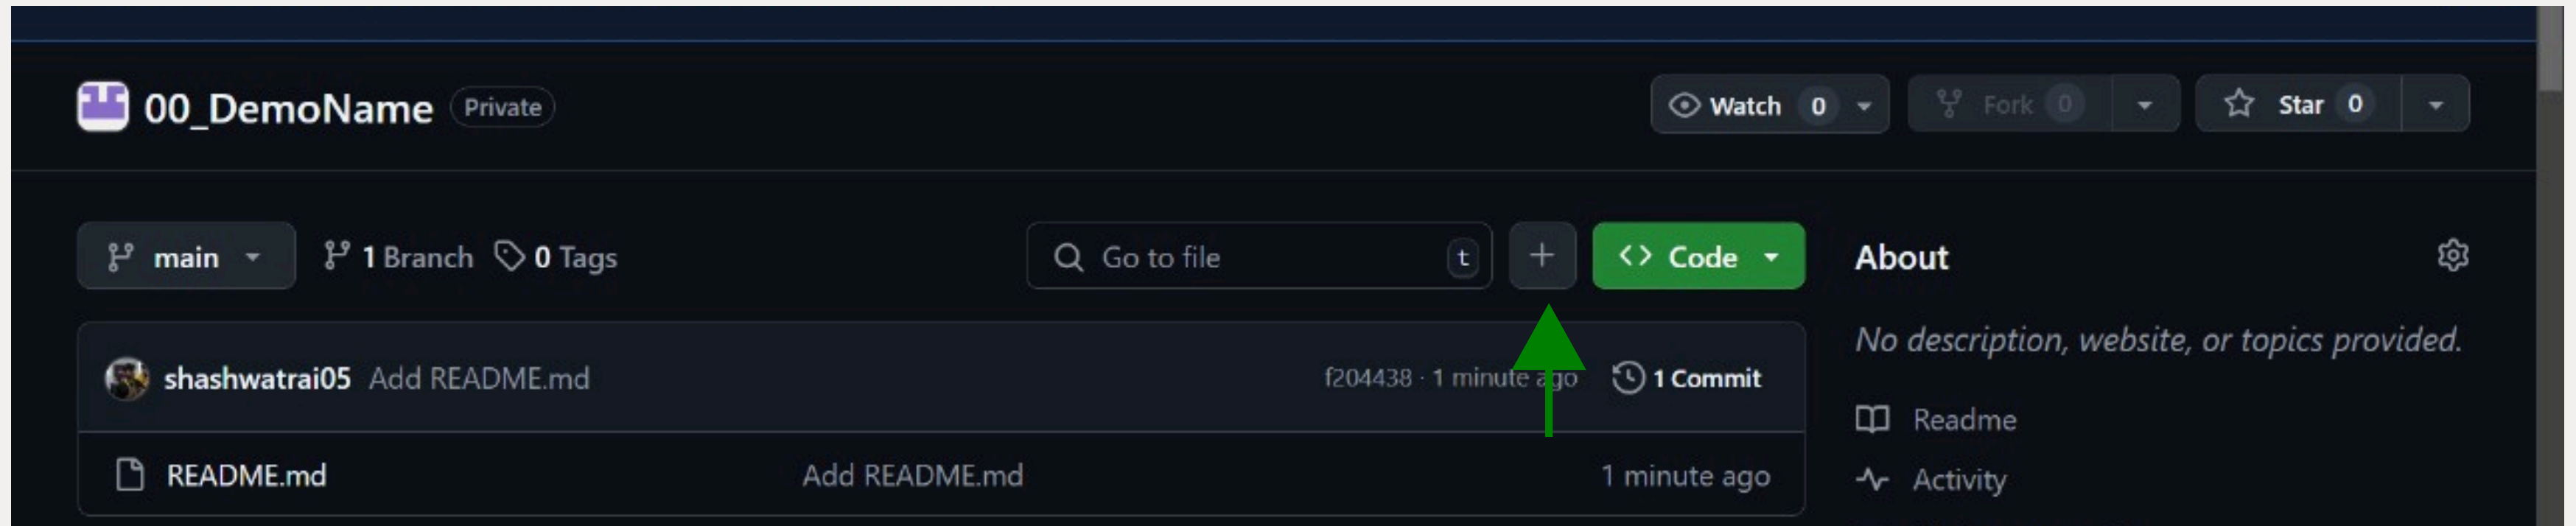 00_DemoName Private Watch 0 Fork 0 Star 0
main 1 Branch 0 Tags Go to file t + <> Code About
No description, website, or topics provided.
shashwatrai05 Add README.md f204438 · 1 minute ago 1 Commit
Readme
README.md Add README.md 1 minute ago
Activity